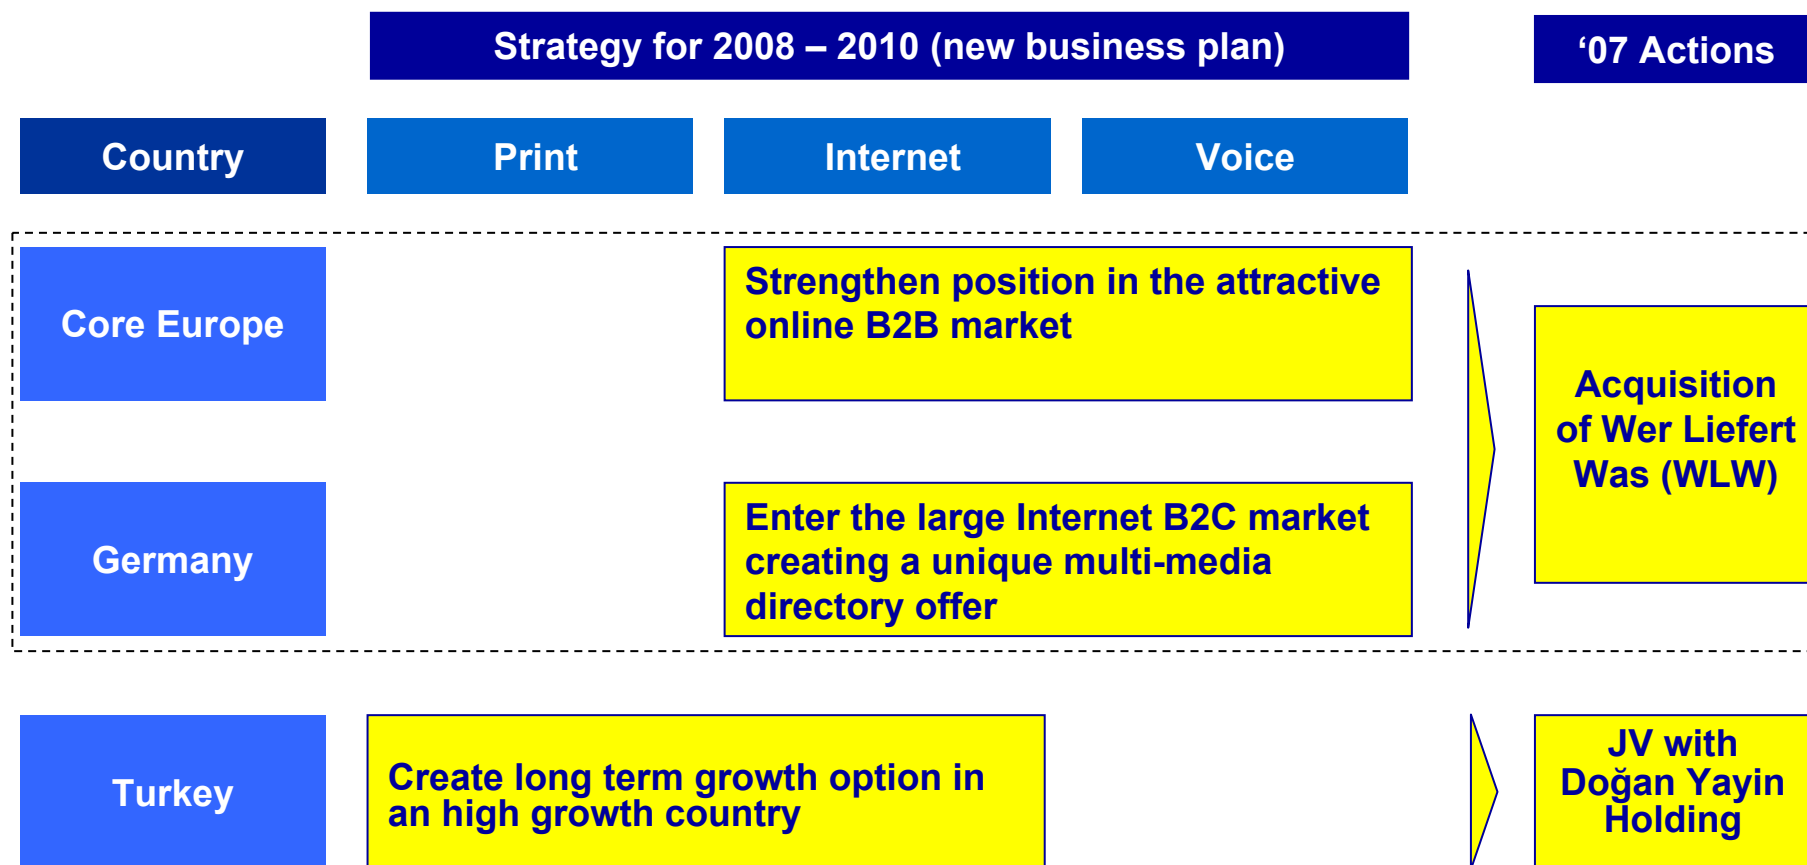 Strategy for 2008 – 2010 (new business plan)
‘07 Actions
Country
Print
Internet
Voice
Core Europe
Strengthen position in the attractive
online B2B market
Acquisition
of Wer Liefert
Was (WLW)
Germany
Enter the large Internet B2C market
creating a unique multi-media
directory offer
Turkey
Create long term growth option in
an high growth country
JV with
Doğan Yayin
Holding